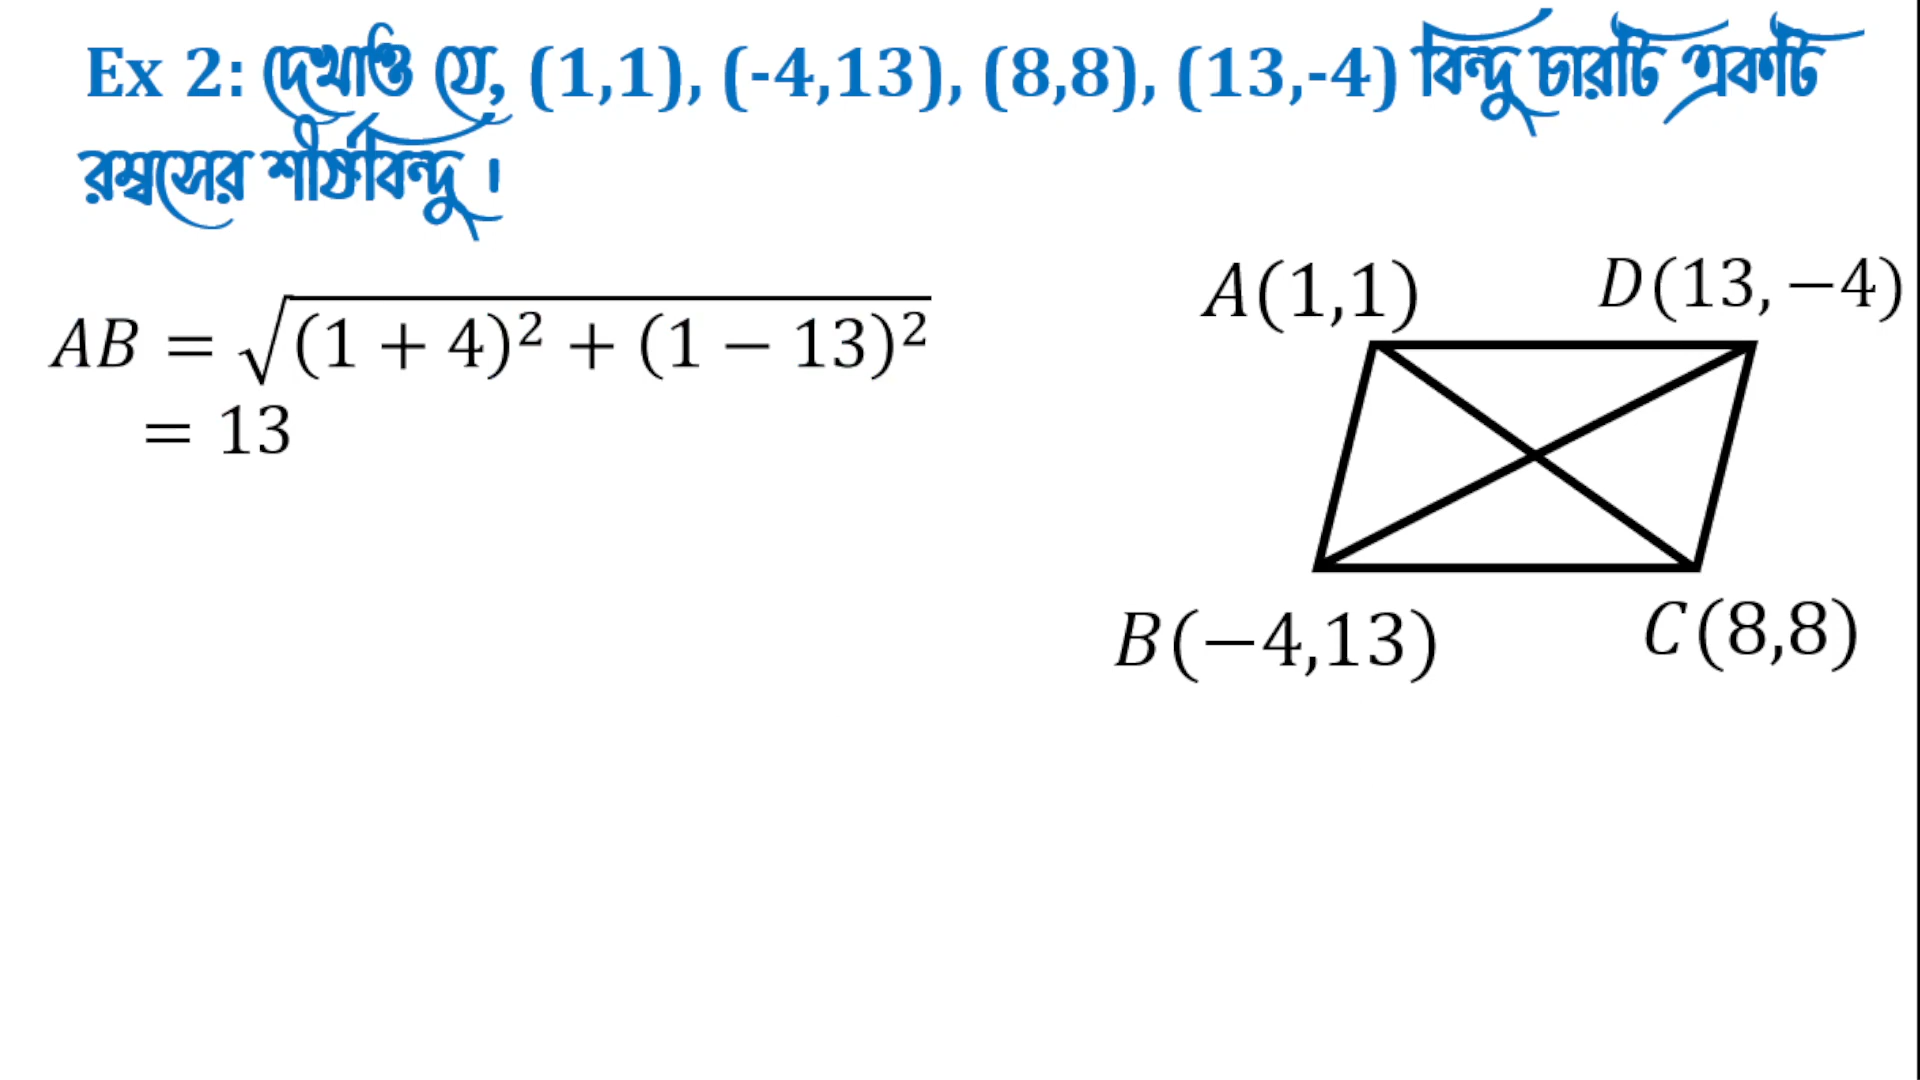 Ex 2: দেখাও যে, (1,1), (-4,13), (8,8), (13,-4) বিন্দু চারটি একটি
রম্বসের শীর্ষবিন্দু ।
A(1,1)
D(13,−4)
AB = √((1 + 4)² + (1 − 13)²)
= 13
B(−4,13)
C(8,8)